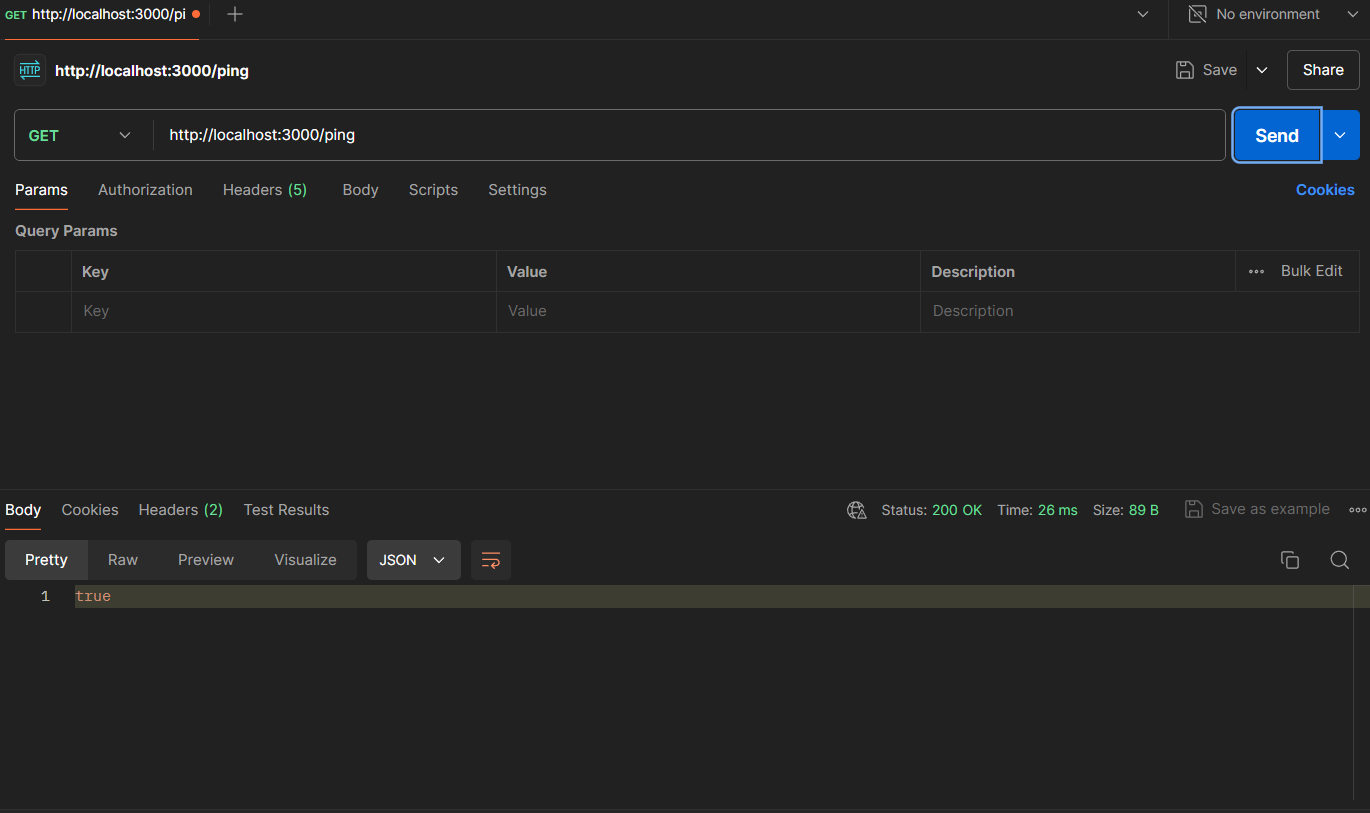 GET http://localhost:3000/pi No environment
HTTP http://localhost:3000/ping Save Share
GET http://localhost:3000/ping Send
Params Authorization Headers (5) Body Scripts Settings Cookies
Query Params
Key Value Description Bulk Edit
Key Value Description
Body Cookies Headers (2) Test Results Status: 200 OK Time: 26 ms Size: 89 B Save as example
Pretty Raw Preview Visualize JSON
1 true